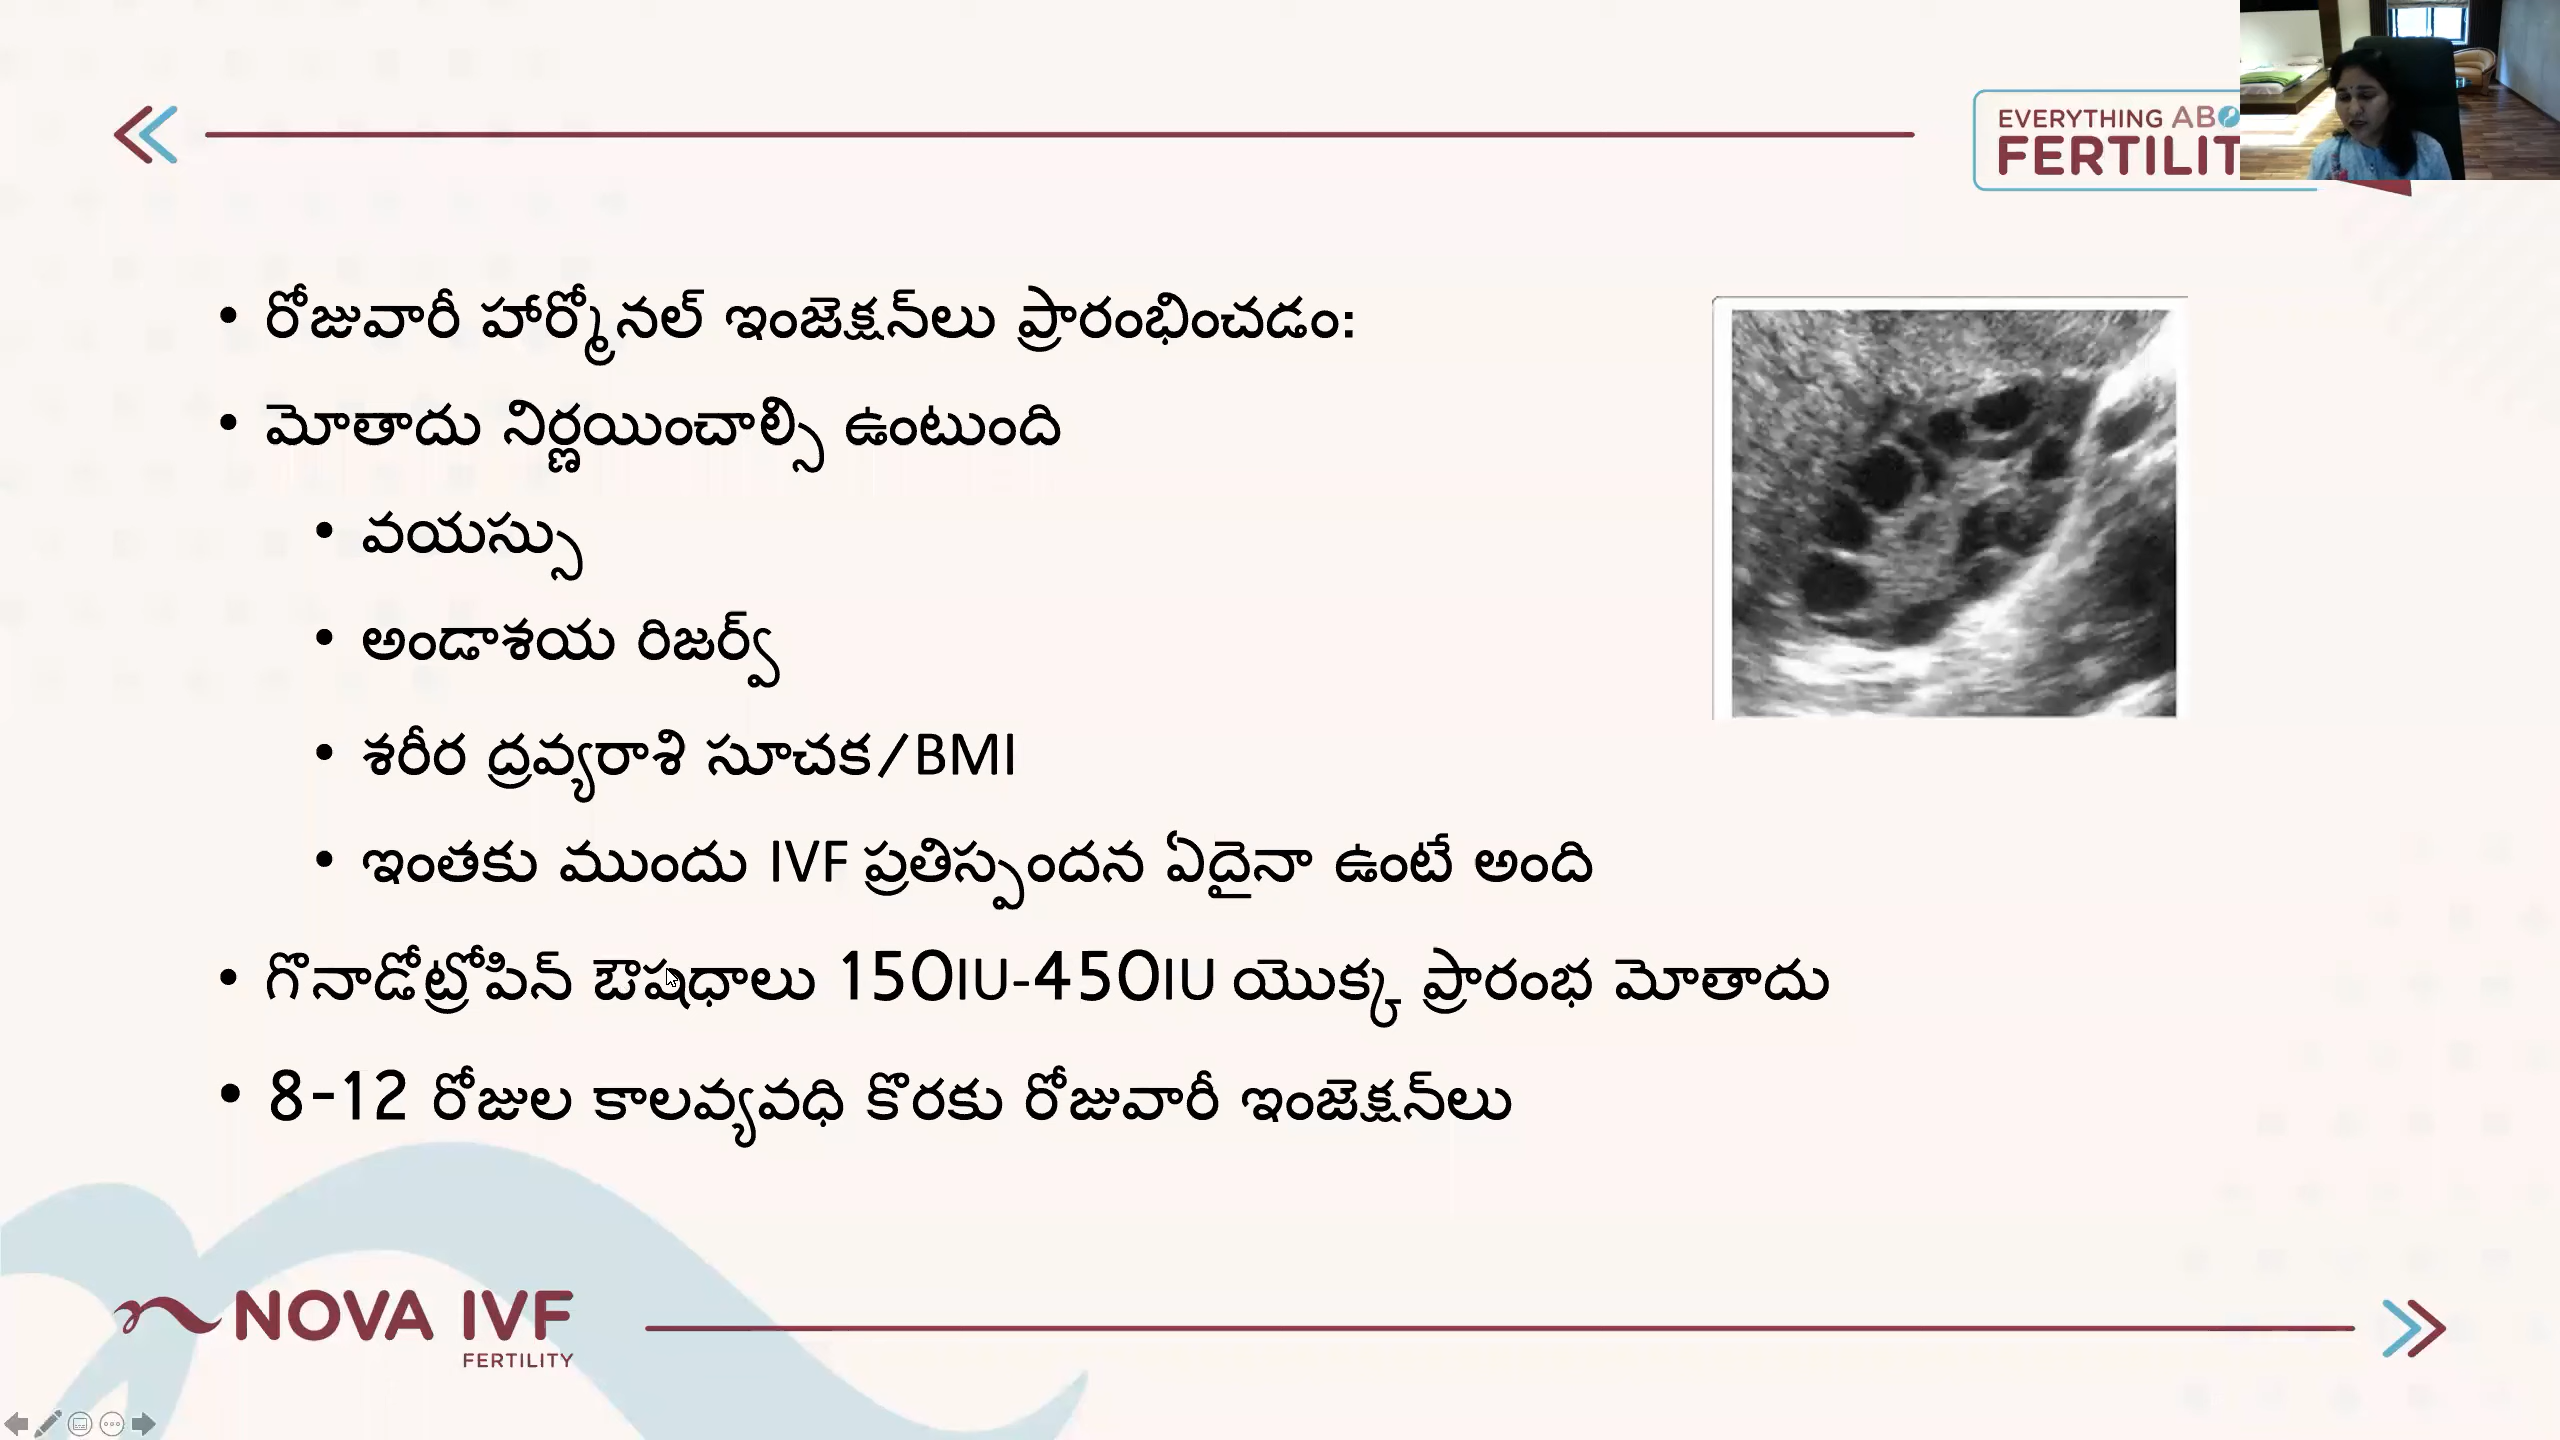 EVERYTHING ABO
FERTILIT
• రోజువారీ హార్మోనల్ ఇంజెక్షన్‌లు ప్రారంభించడం:
• మోతాదు నిర్ణయించాల్సి ఉంటుంది
• వయస్సు
• అండాశయ రిజర్వ్
• శరీర ద్రవ్యరాశి సూచక/BMI
• ఇంతకు ముందు IVF ప్రతిస్పందన ఏదైనా ఉంటే అంది
• గొనాడోట్రోపిన్ ఔషధాలు 150IU-450IU యొక్క ప్రారంభ మోతాదు
• 8-12 రోజుల కాలవ్యవధి కొరకు రోజువారీ ఇంజెక్షన్‌లు
NOVA IVF
FERTILITY